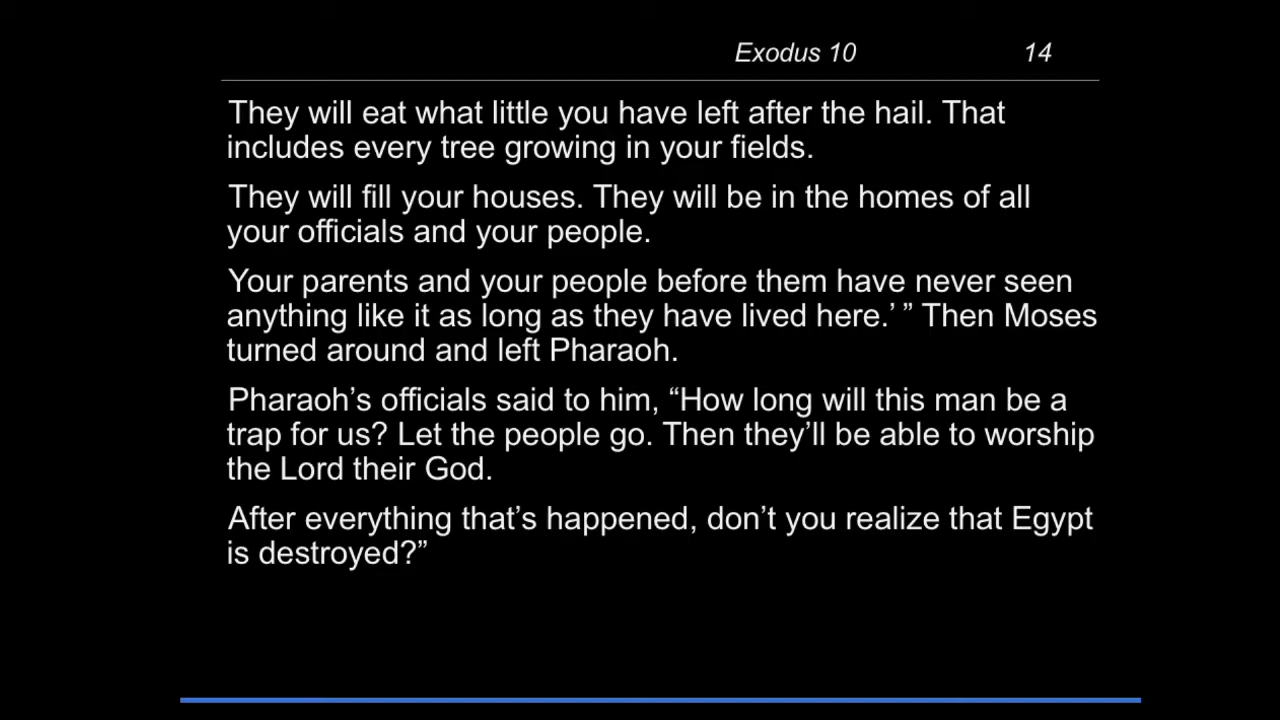 Exodus 10 14
They will eat what little you have left after the hail. That
includes every tree growing in your fields.
They will fill your houses. They will be in the homes of all
your officials and your people.
Your parents and your people before them have never seen
anything like it as long as they have lived here.’ ” Then Moses
turned around and left Pharaoh.
Pharaoh’s officials said to him, “How long will this man be a
trap for us? Let the people go. Then they’ll be able to worship
the Lord their God.
After everything that’s happened, don’t you realize that Egypt
is destroyed?”